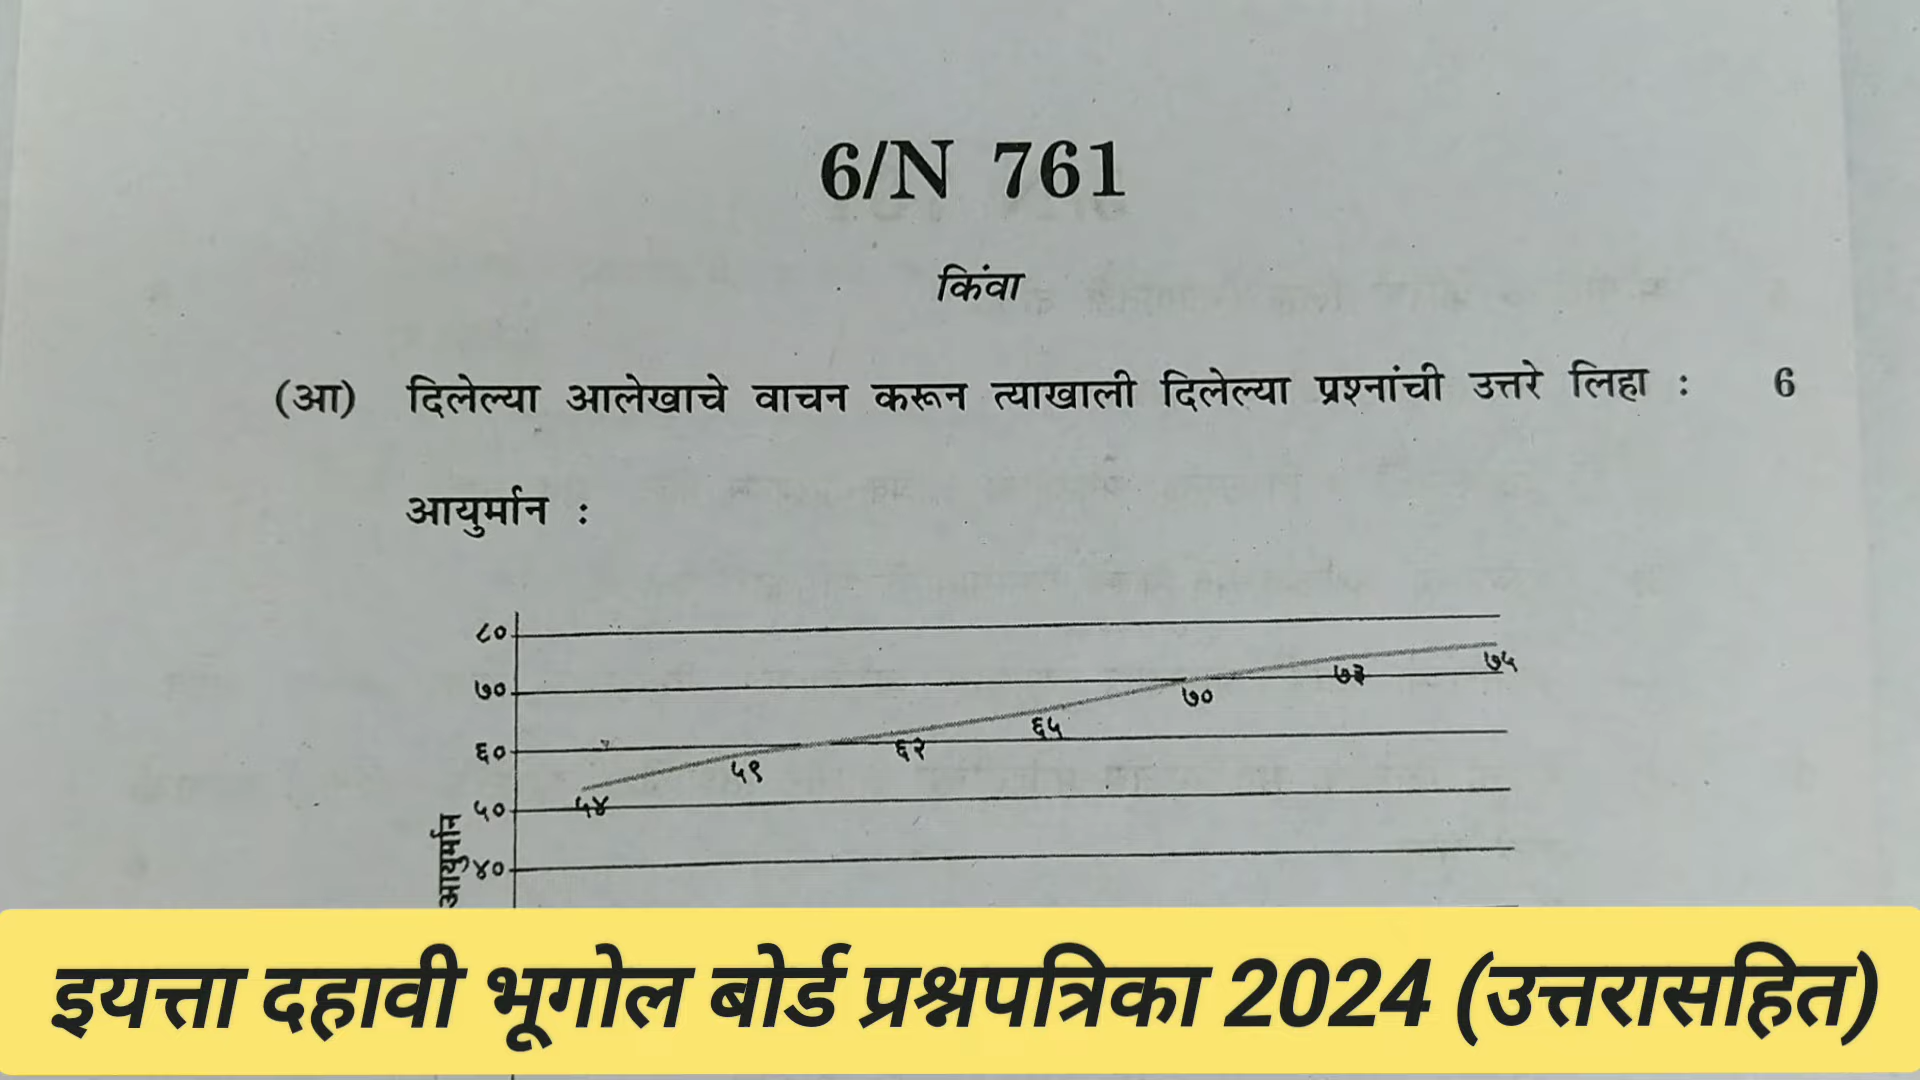 6/N 761
किंवा
(आ) दिलेल्या आलेखाचे वाचन करून त्याखाली दिलेल्या प्रश्नांची उत्तरे लिहा : 6
आयुर्मान :
८०
७०
६०
५०
४०
५४
५९
६२
६५
७०
७३
७५
आयुर्मान
इयत्ता दहावी भूगोल बोर्ड प्रश्नपत्रिका 2024 (उत्तरासहित)